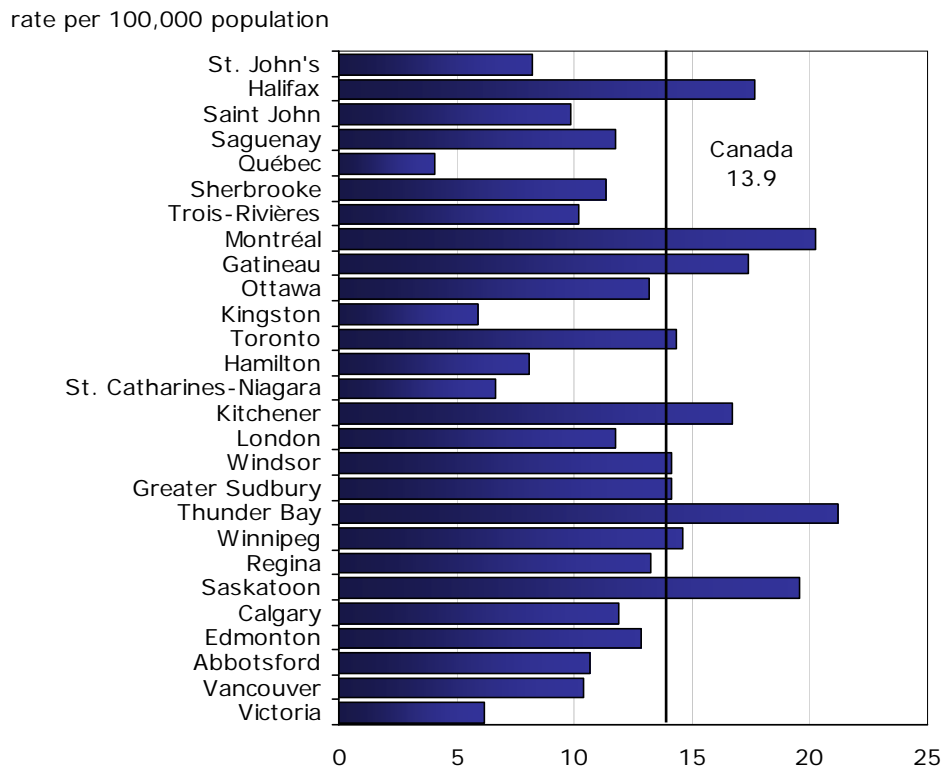 rate per 100,000 population
St. John's
Halifax
Saint John
Saguenay
Québec
Sherbrooke
Trois-Rivières
Montréal
Gatineau
Ottawa
Kingston
Toronto
Hamilton
St. Catharines-Niagara
Kitchener
London
Windsor
Greater Sudbury
Thunder Bay
Winnipeg
Regina
Saskatoon
Calgary
Edmonton
Abbotsford
Vancouver
Victoria
Canada
13.9
0 5 10 15 20 25